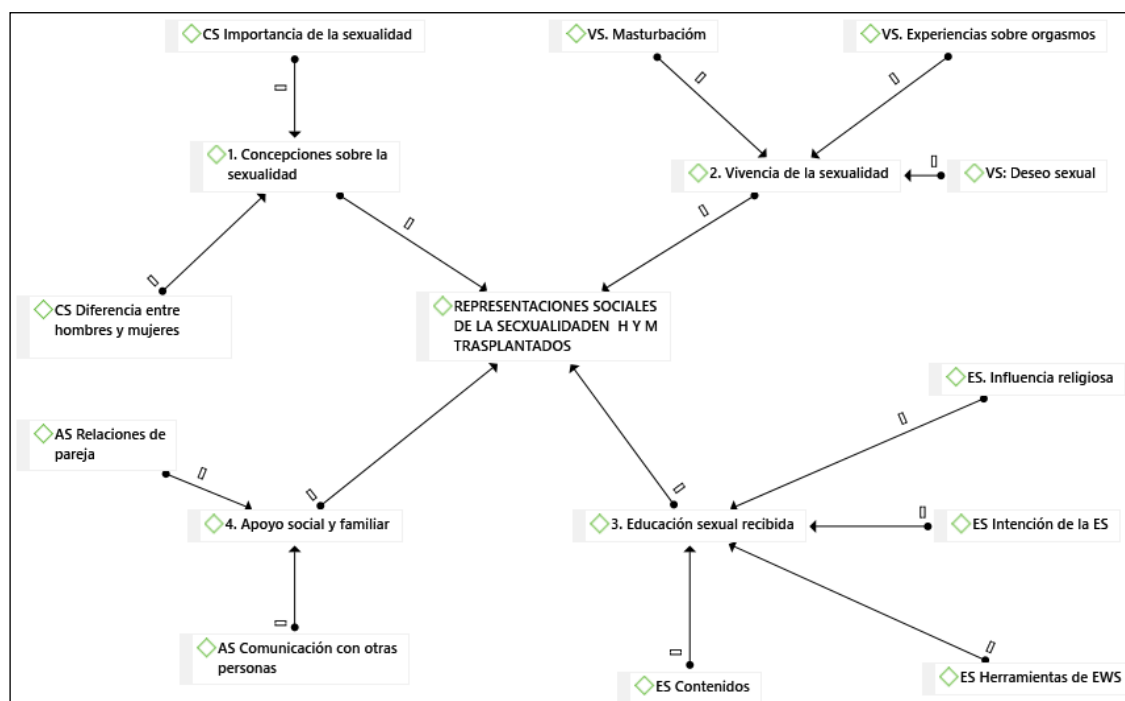 CS Importancia de la sexualidad
VS. Masturbacióm
VS. Experiencias sobre orgasmos
1. Concepciones sobre la
sexualidad
2. Vivencia de la sexualidad
VS: Deseo sexual
CS Diferencia entre
hombres y mujeres
REPRESENTACIONES SOCIALES
DE LA SECXUALIDADEN H Y M
TRASPLANTADOS
ES. Influencia religiosa
AS Relaciones de
pareja
4. Apoyo social y familiar
3. Educación sexual recibida
ES Intención de la ES
AS Comunicación con otras
personas
ES Contenidos
ES Herramientas de EWS